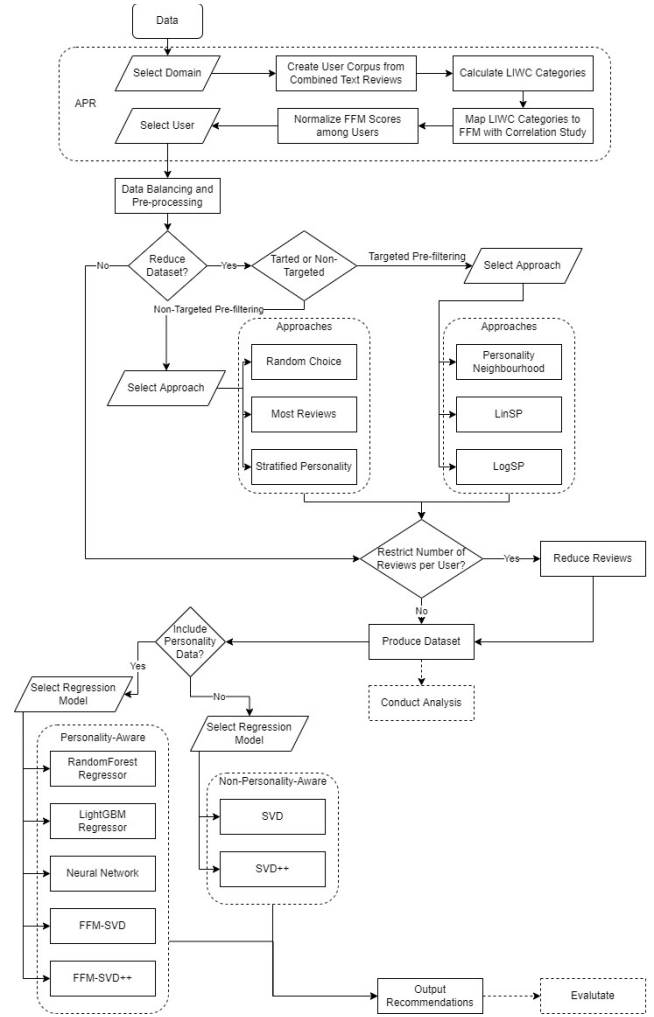 Data
Select Domain
Create User Corpus from
Combined Text Reviews
Calculate LIWC Categories
APR
Select User
Normalize FFM Scores
among Users
Map LIWC Categories to
FFM with Correlation Study
Data Balancing and
Pre-processing
Reduce
Dataset?
No
Yes
Tarted or Non-
Targeted
Targeted Pre-filtering
Select Approach
Non-Targeted Pre-filtering
Select Approach
Approaches
Random Choice
Most Reviews
Stratified Personality
Approaches
Personality
Neighbourhood
LinSP
LogSP
Restrict Number of
Reviews per User?
Yes
Reduce Reviews
No
Produce Dataset
Conduct Analysis
Include
Personality
Data?
Yes
No
Select Regression
Model
Select Regression
Model
Personality-Aware
RandomForest
Regressor
LightGBM
Regressor
Neural Network
FFM-SVD
FFM-SVD++
Non-Personality-Aware
SVD
SVD++
Output
Recommendations
Evalutate